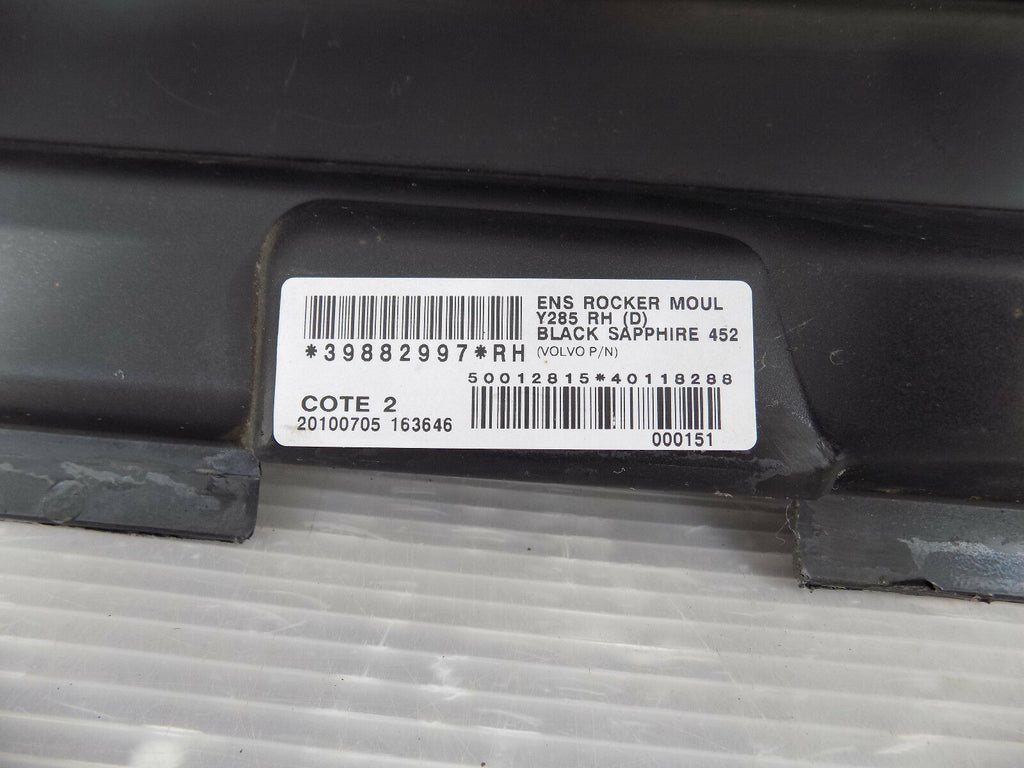 ENS ROCKER MOUL
Y285 RH (D)
BLACK SAPPHIRE 452
*39882997*RH (VOLVO P/N)
50012815*40118288
COTE 2
20100705 163646
000151